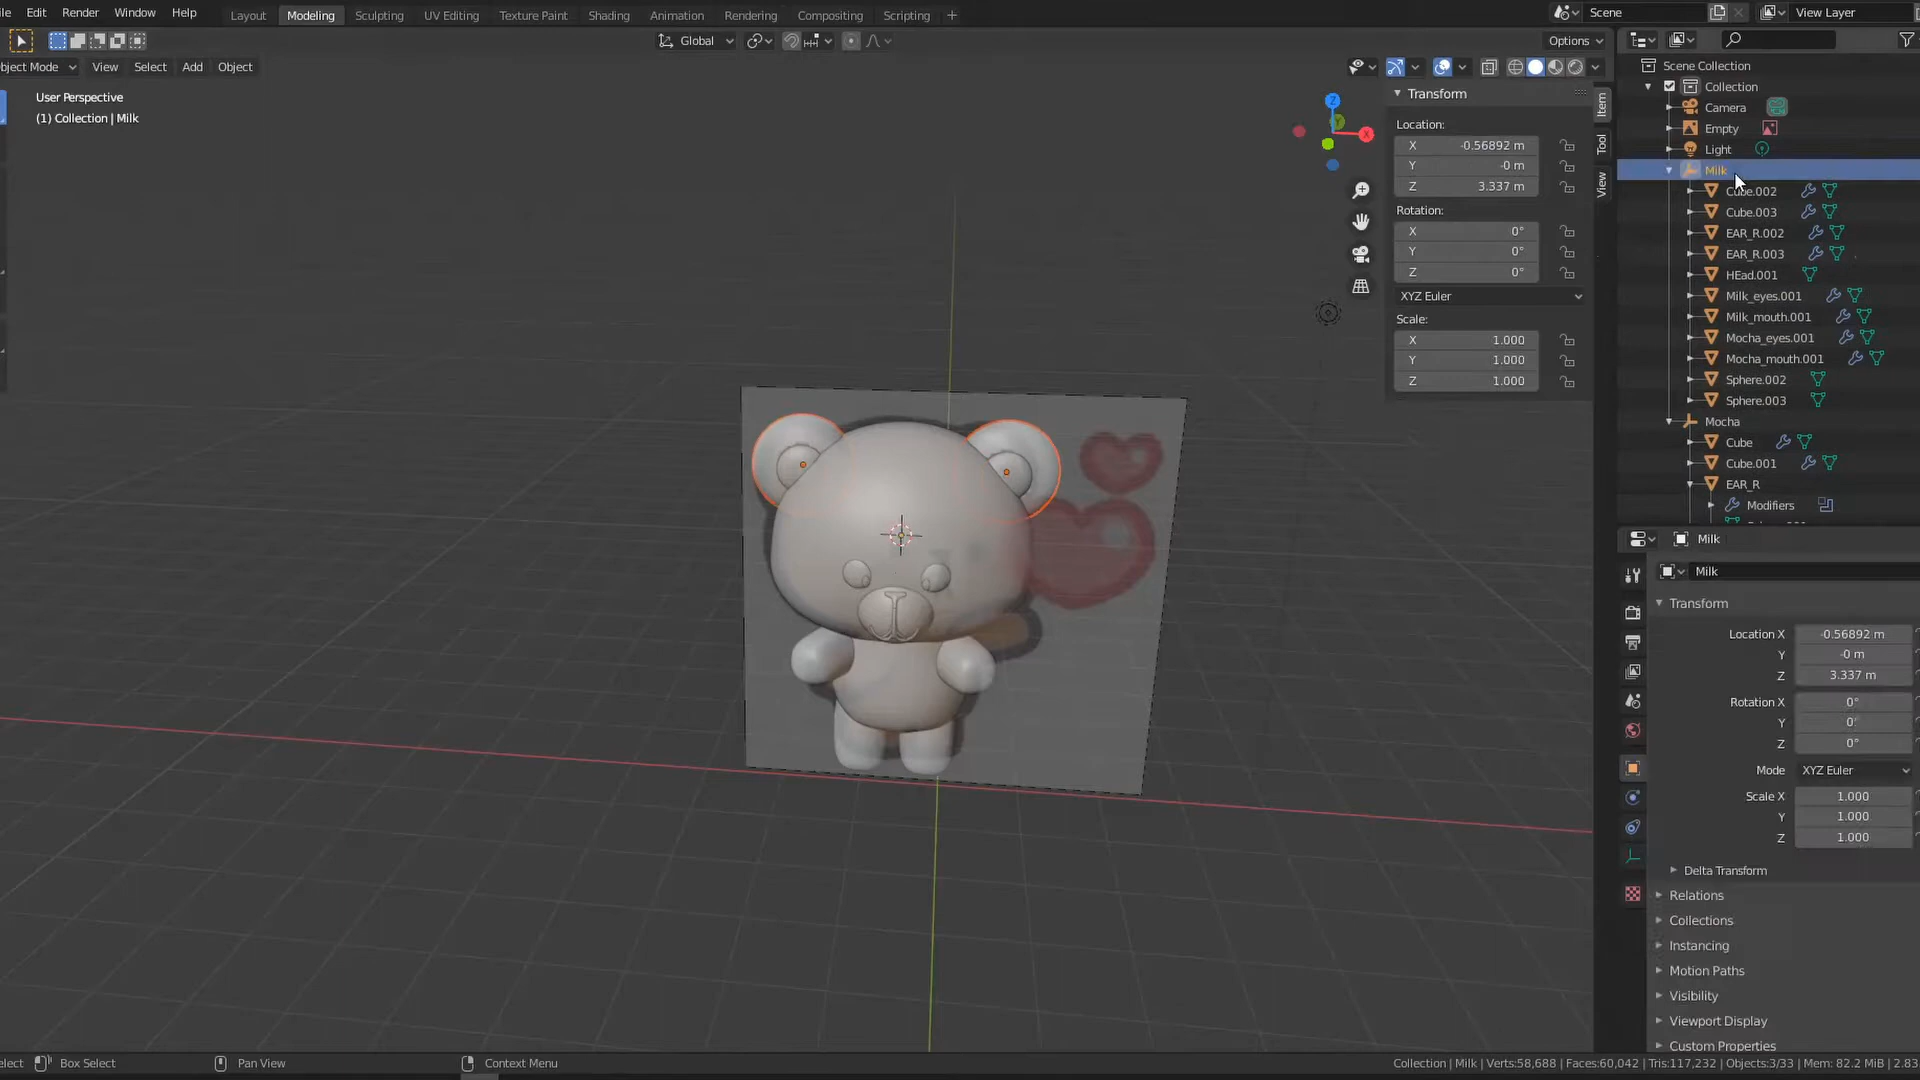 ile Edit Render Window Help Layout Modeling Sculpting UV Editing Texture Paint Shading Animation Rendering Compositing Scripting Scene View Layer
Global Options
bject Mode View Select Add Object
User Perspective
(1) Collection | Milk
Transform
Location:
X -0.56892 m
Y -0 m
Z 3.337 m
Rotation:
X 0°
Y 0°
Z 0°
XYZ Euler
Scale:
X 1.000
Y 1.000
Z 1.000
Item
Tool
View
Z
X
Scene Collection
Collection
Camera
Empty
Light
Milk
Cube.002
Cube.003
EAR_R.002
EAR_R.003
HEad.001
Milk_eyes.001
Milk_mouth.001
Mocha_eyes.001
Mocha_mouth.001
Sphere.002
Sphere.003
Mocha
Cube
Cube.001
EAR_R
Modifiers
Milk
Milk
Transform
Location X -0.56892 m
Y -0 m
Z 3.337 m
Rotation X 0°
Y 0°
Z 0°
Mode XYZ Euler
Scale X 1.000
Y 1.000
Z 1.000
Delta Transform
Relations
Collections
Instancing
Motion Paths
Visibility
Viewport Display
Custom Properties
elect Box Select Pan View Context Menu Collection | Milk | Verts:58,688 | Faces:60,042 | Tris:117,232 | Objects:3/33 | Mem: 82.2 MiB | 2.83